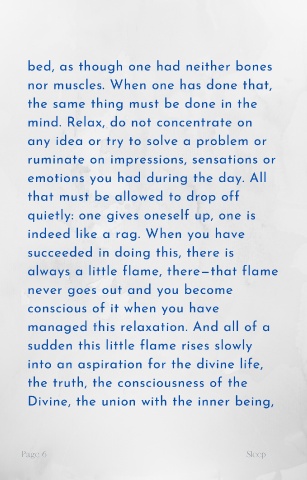 bed, as though one had neither bones
nor muscles. When one has done that,
the same thing must be done in the
mind. Relax, do not concentrate on
any idea or try to solve a problem or
ruminate on impressions, sensations or
emotions you had during the day. All
that must be allowed to drop off
quietly: one gives oneself up, one is
indeed like a rag. When you have
succeeded in doing this, there is
always a little flame, there—that flame
never goes out and you become
conscious of it when you have
managed this relaxation. And all of a
sudden this little flame rises slowly
into an aspiration for the divine life,
the truth, the consciousness of the
Divine, the union with the inner being,
Page 6
Sleep